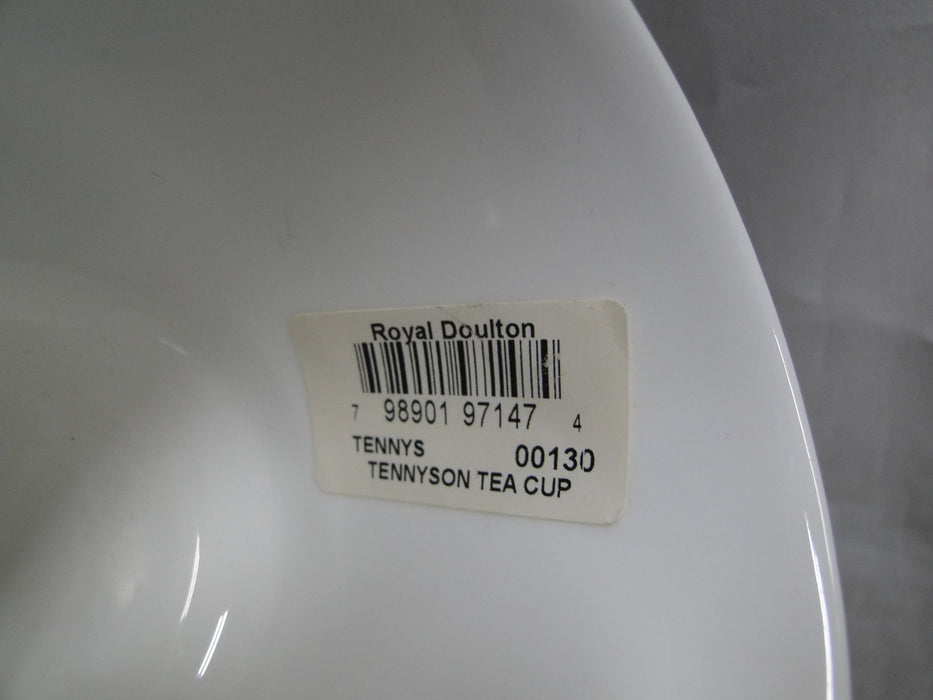 Royal Doulton
7 98901 97147 4
TENNYS 00130
TENNYSON TEA CUP